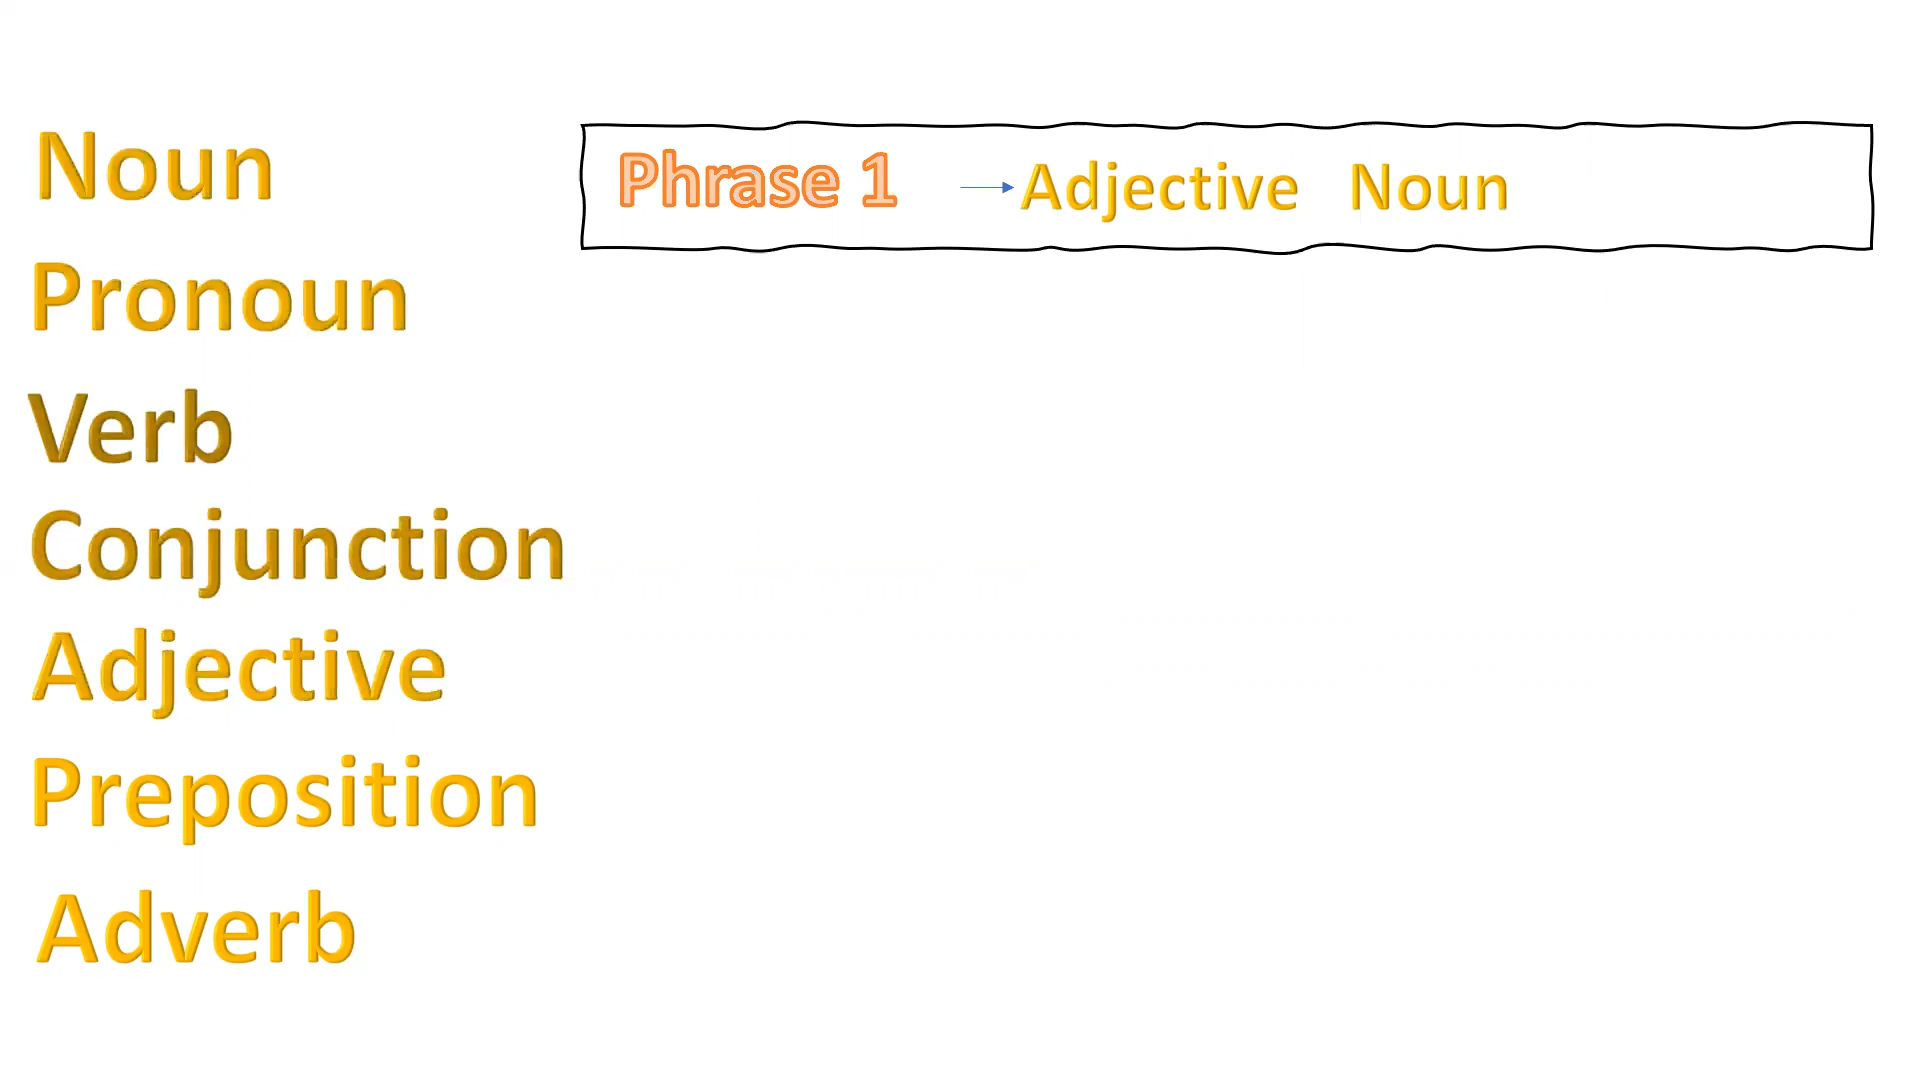 Noun
Phrase 1 Adjective Noun
Pronoun
Verb
Conjunction
Adjective
Preposition
Adverb